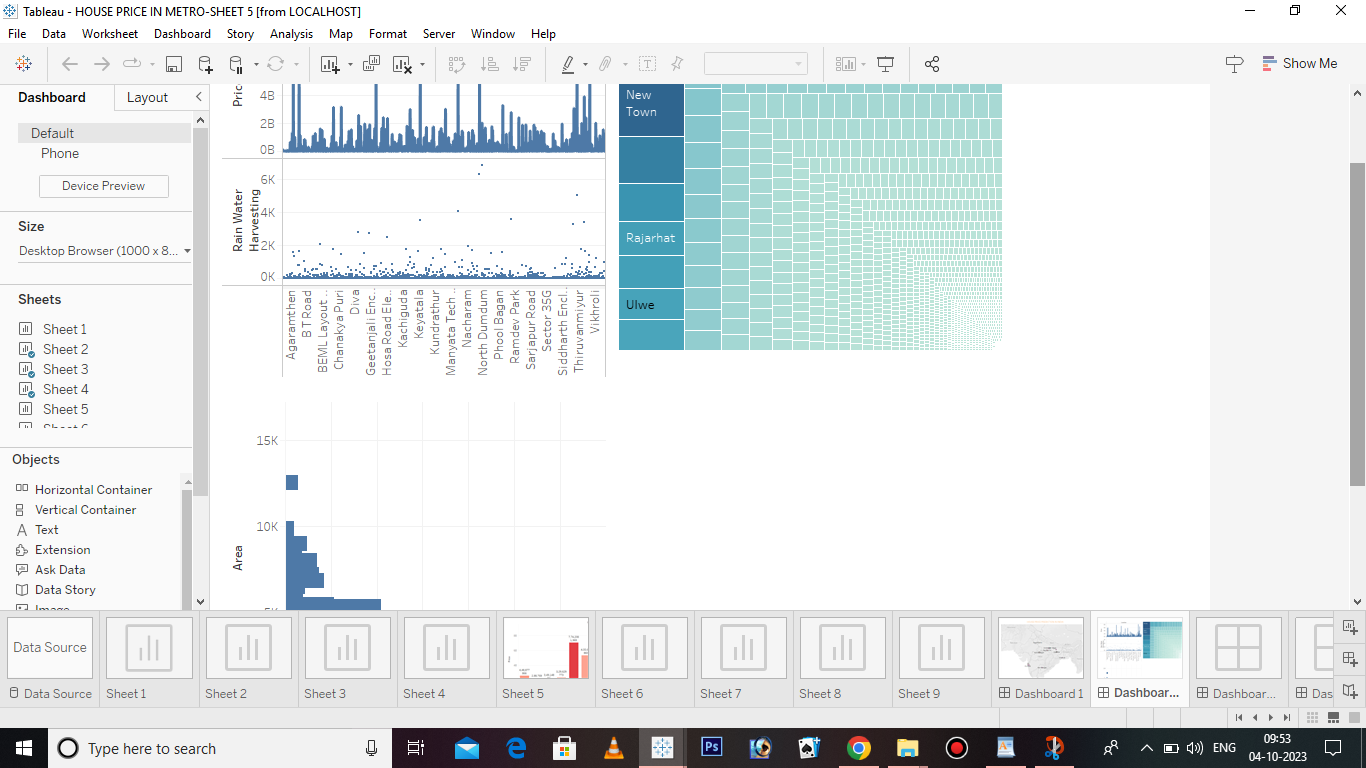 Tableau - HOUSE PRICE IN METRO-SHEET 5 [from LOCALHOST]
File Data Worksheet Dashboard Story Analysis Map Format Server Window Help
Show Me
Dashboard Layout
Default
Phone
Device Preview
Size
Desktop Browser (1000 x 8...
Sheets
Sheet 1
Sheet 2
Sheet 3
Sheet 4
Sheet 5
Objects
Horizontal Container
Vertical Container
Text
Extension
Ask Data
Data Story
Image
4B
2B
0B
Rain Water
Harvesting
6K
4K
2K
0K
Agaramthen
B T Road
BEML Layout ..
Chanakya Puri
Diva
Geetanjali Enc..
Hosa Road Ele..
Kachiguda
Keyatala
Kundrathur
Manyata Tech ..
Nacharam
North Dumdum
Phool Bagan
Ramdev Park
Sarjapur Road
Sector 35G
Siddharth Encl..
Thiruvanmiyur
Vikhroli
New
Town
Rajarhat
Ulwe
Area
15K
10K
5K
Data Source
Data Source Sheet 1 Sheet 2 Sheet 3 Sheet 4 Sheet 5 Sheet 6 Sheet 7 Sheet 8 Sheet 9 Dashboard 1 Dashboar... Dashboar... Das
Type here to search
Ps
ENG
09:53
04-10-2023